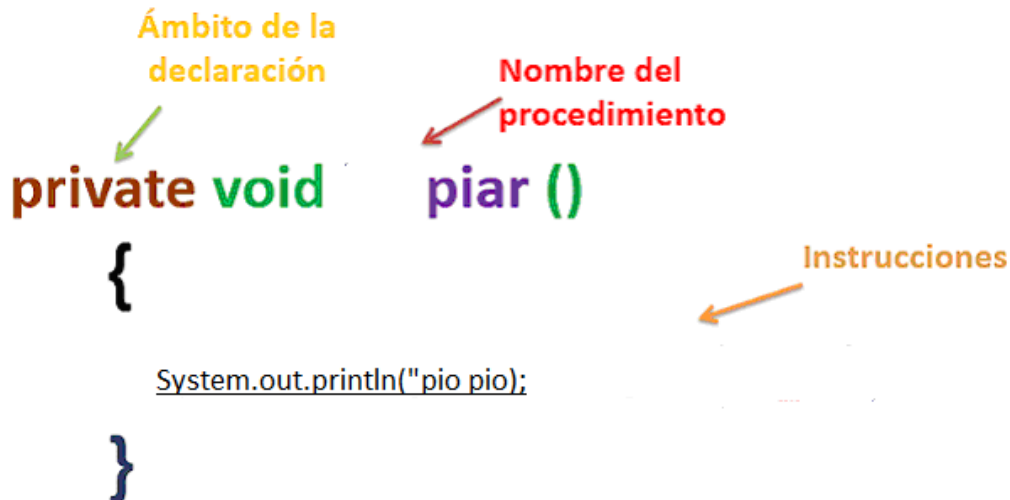 Ámbito de la
declaración
Nombre del
procedimiento
private void piar ()
{
Instrucciones
System.out.println("pio pio);
}